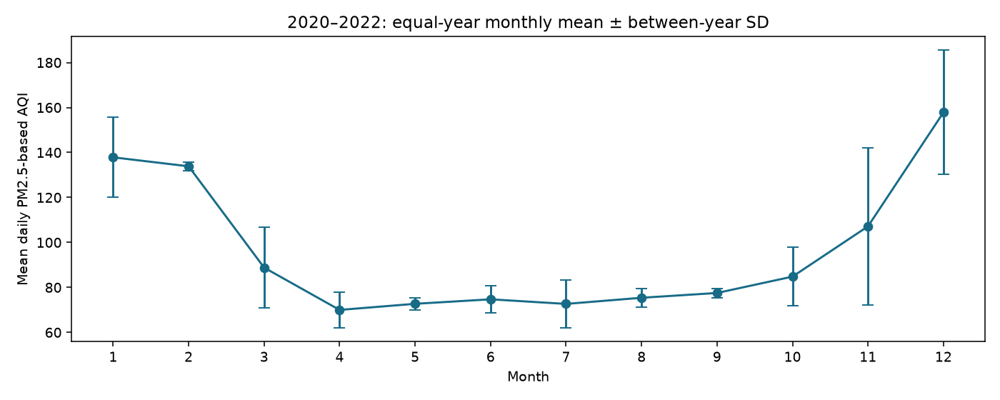 2020–2022: equal-year monthly mean ± between-year SD
Mean daily PM2.5-based AQI
180
160
140
120
100
80
60
1 2 3 4 5 6 7 8 9 10 11 12
Month